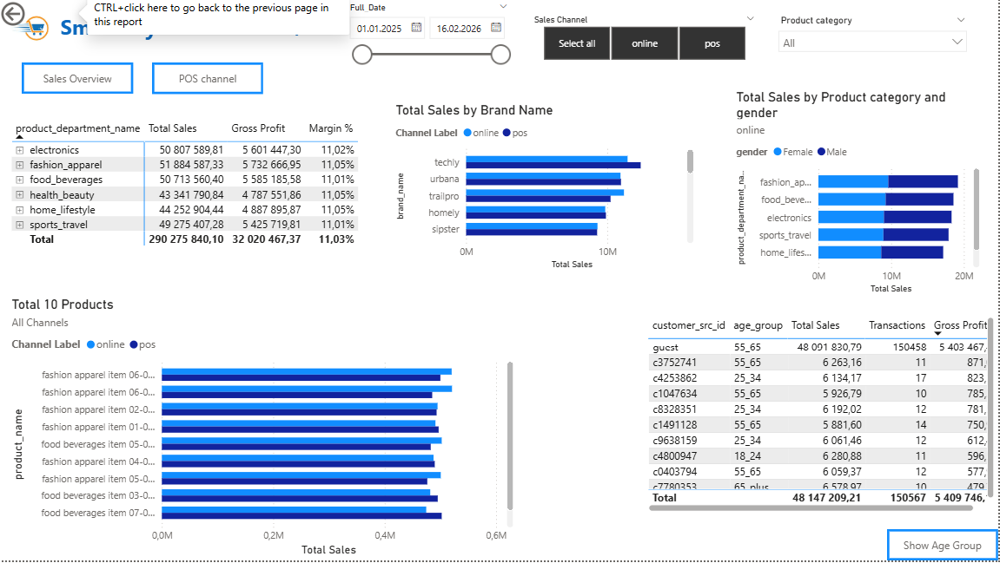 CTRL+click here to go back to the previous page in
this report
Sm
Full_Date
01.01.2025
16.02.2026
Sales Channel
Select all
online
pos
Product category
All
Sales Overview
POS channel
product_department_name Total Sales Gross Profit Margin %
electronics 50 807 589,81 5 601 447,30 11,02%
fashion_apparel 51 884 587,33 5 732 666,95 11,05%
food_beverages 50 713 560,40 5 585 185,58 11,01%
health_beauty 43 341 790,84 4 787 551,86 11,05%
home_lifestyle 44 252 904,44 4 887 895,87 11,05%
sports_travel 49 275 407,28 5 425 719,81 11,01%
Total 290 275 840,10 32 020 467,37 11,03%
Total Sales by Brand Name
Channel Label online pos
brand_name
techly
urbana
trailpro
homely
sipster
0M 10M
Total Sales
Total Sales by Product category and
gender
online
gender Female Male
product_department_na...
fashion_ap...
food_beve...
electronics
sports_travel
home_lifes...
0M 10M 20M
Total Sales
Total 10 Products
All Channels
Channel Label online pos
product_name
fashion apparel item 06-0...
fashion apparel item 06-0...
fashion apparel item 02-0...
fashion apparel item 01-0...
food beverages item 05-0...
fashion apparel item 04-0...
fashion apparel item 05-0...
food beverages item 03-0...
food beverages item 07-0...
0,0M 0,2M 0,4M 0,6M
Total Sales
customer_src_id age_group Total Sales Transactions Gross Profit
guest 55_65 48 091 830,79 150458 5 403 467,
c3752741 55_65 6 263,16 11 871,
c4253862 25_34 6 134,17 17 823,
c1047634 55_65 5 926,79 10 785,
c8328351 25_34 6 192,02 12 781,
c1491128 55_65 5 881,60 14 750,
c9638159 25_34 6 061,46 12 612,
c4800947 18_24 6 280,88 11 596,
c0403794 55_65 6 059,37 12 577,
c7780353 65_plus 6 578,97 10 479,
Total 48 147 209,21 150567 5 409 746,
Show Age Group